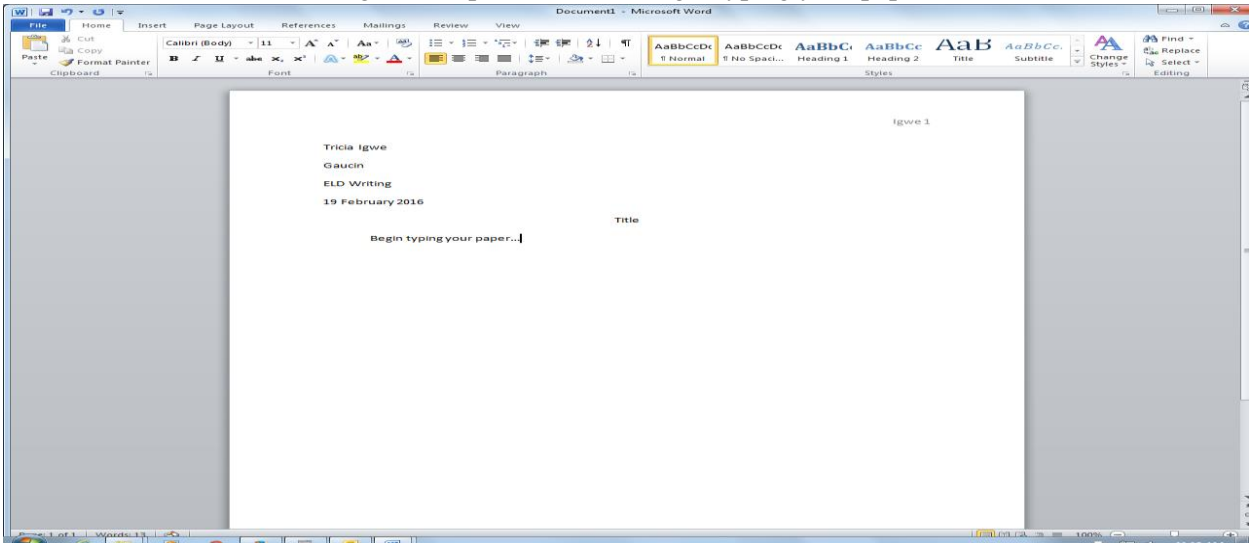 Document1 - Microsoft Word
File Home Insert Page Layout References Mailings Review View
Cut
Copy
Format Painter
Paste
Clipboard
Calibri (Body) 11
Font
Paragraph
AaBbCcDc AaBbCcDc AaBbC AaBbCc AaB AaBbCc.
¶ Normal ¶ No Spaci... Heading 1 Heading 2 Title Subtitle
Styles
Change Styles
Find
Replace
Select
Editing
Igwe 1
Tricia Igwe
Gaucin
ELD Writing
19 February 2016
Title
Begin typing your paper...
Page: 1 of 1 Words: 13
100%